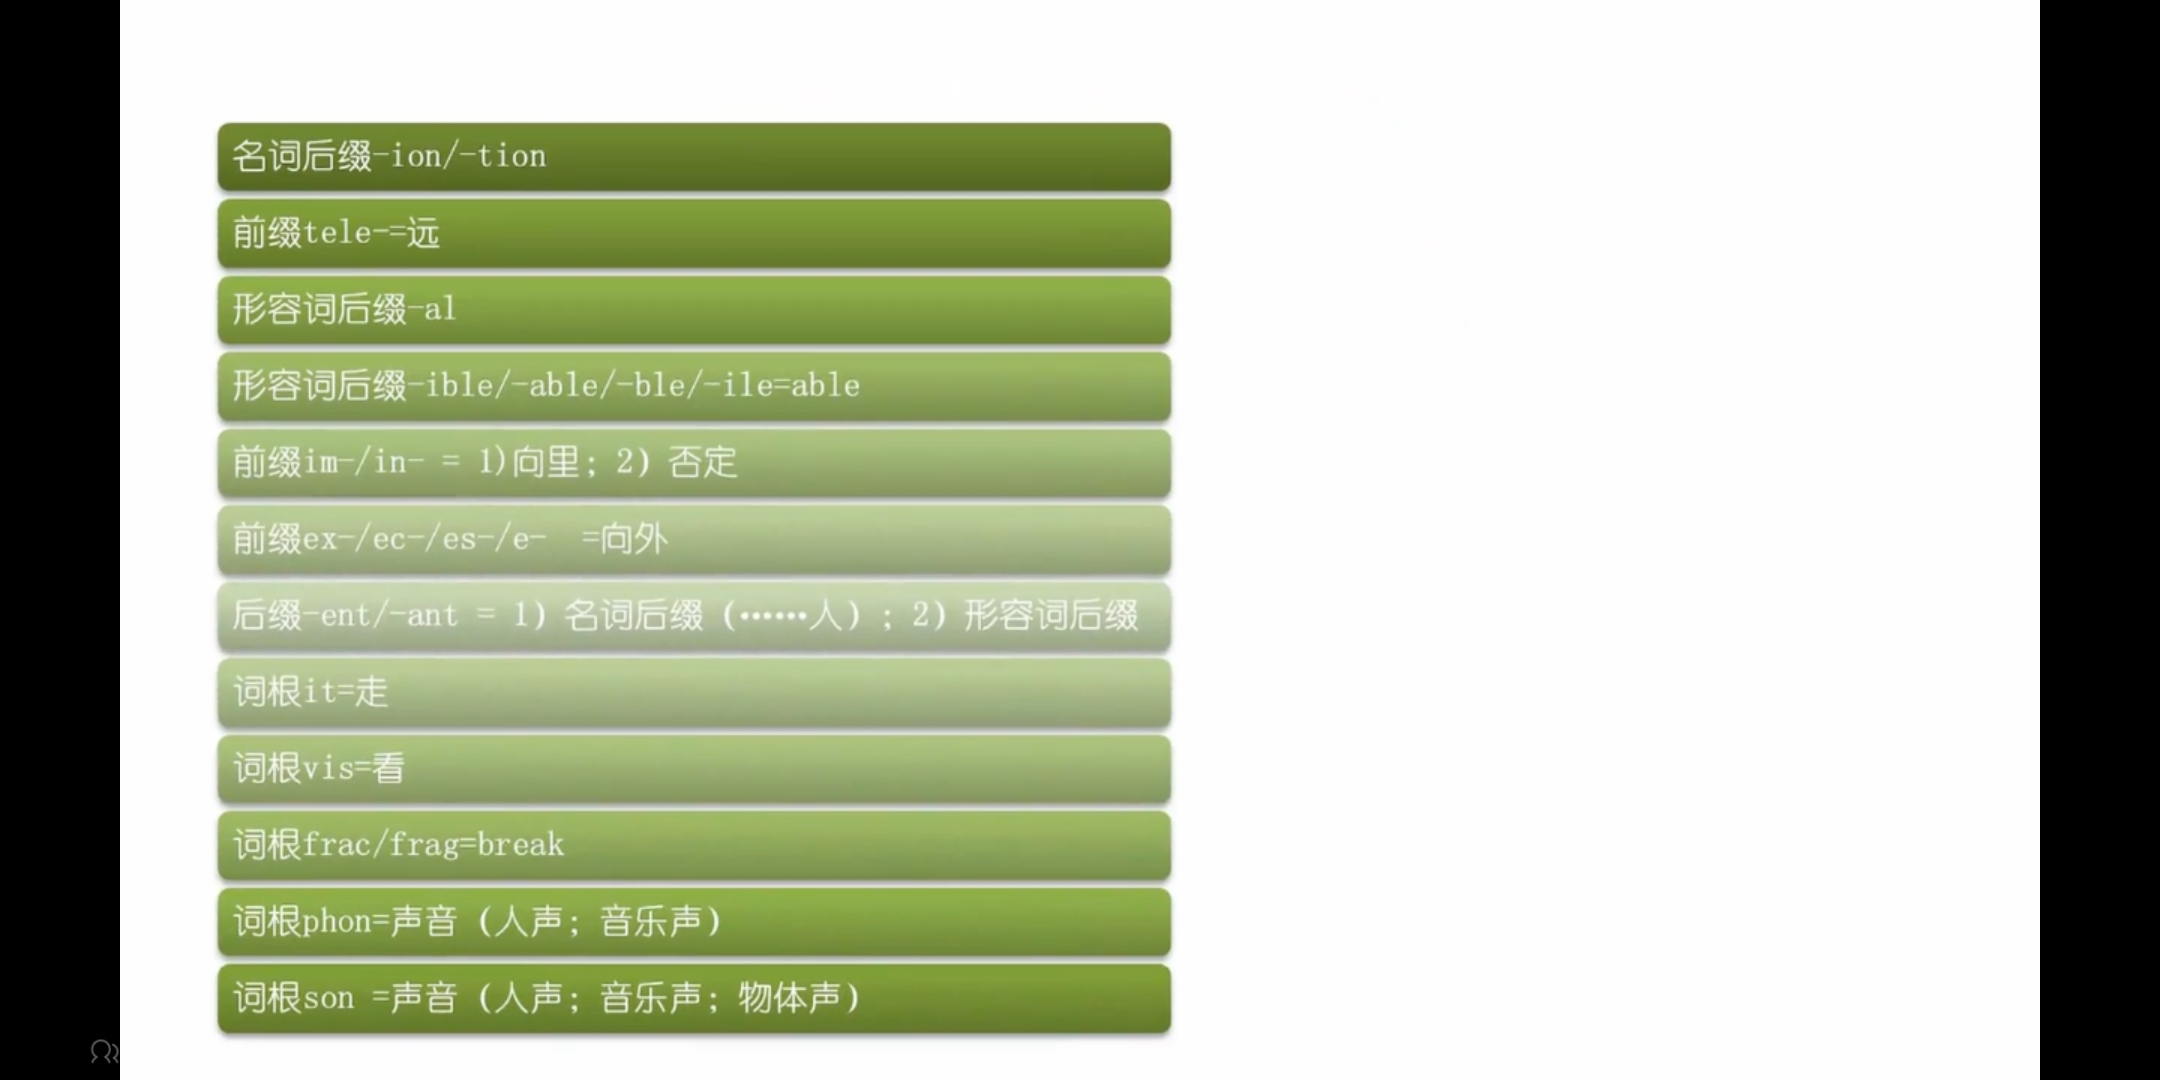 名词后缀-ion/-tion
前缀tele-=远
形容词后缀-al
形容词后缀-ible/-able/-ble/-ile=able
前缀im-/in- = 1)向里；2）否定
前缀ex-/ec-/es-/e-  =向外
后缀-ent/-ant = 1）名词后缀（……人）；2）形容词后缀
词根it=走
词根vis=看
词根frac/frag=break
词根phon=声音（人声；音乐声）
词根son =声音（人声；音乐声；物体声）